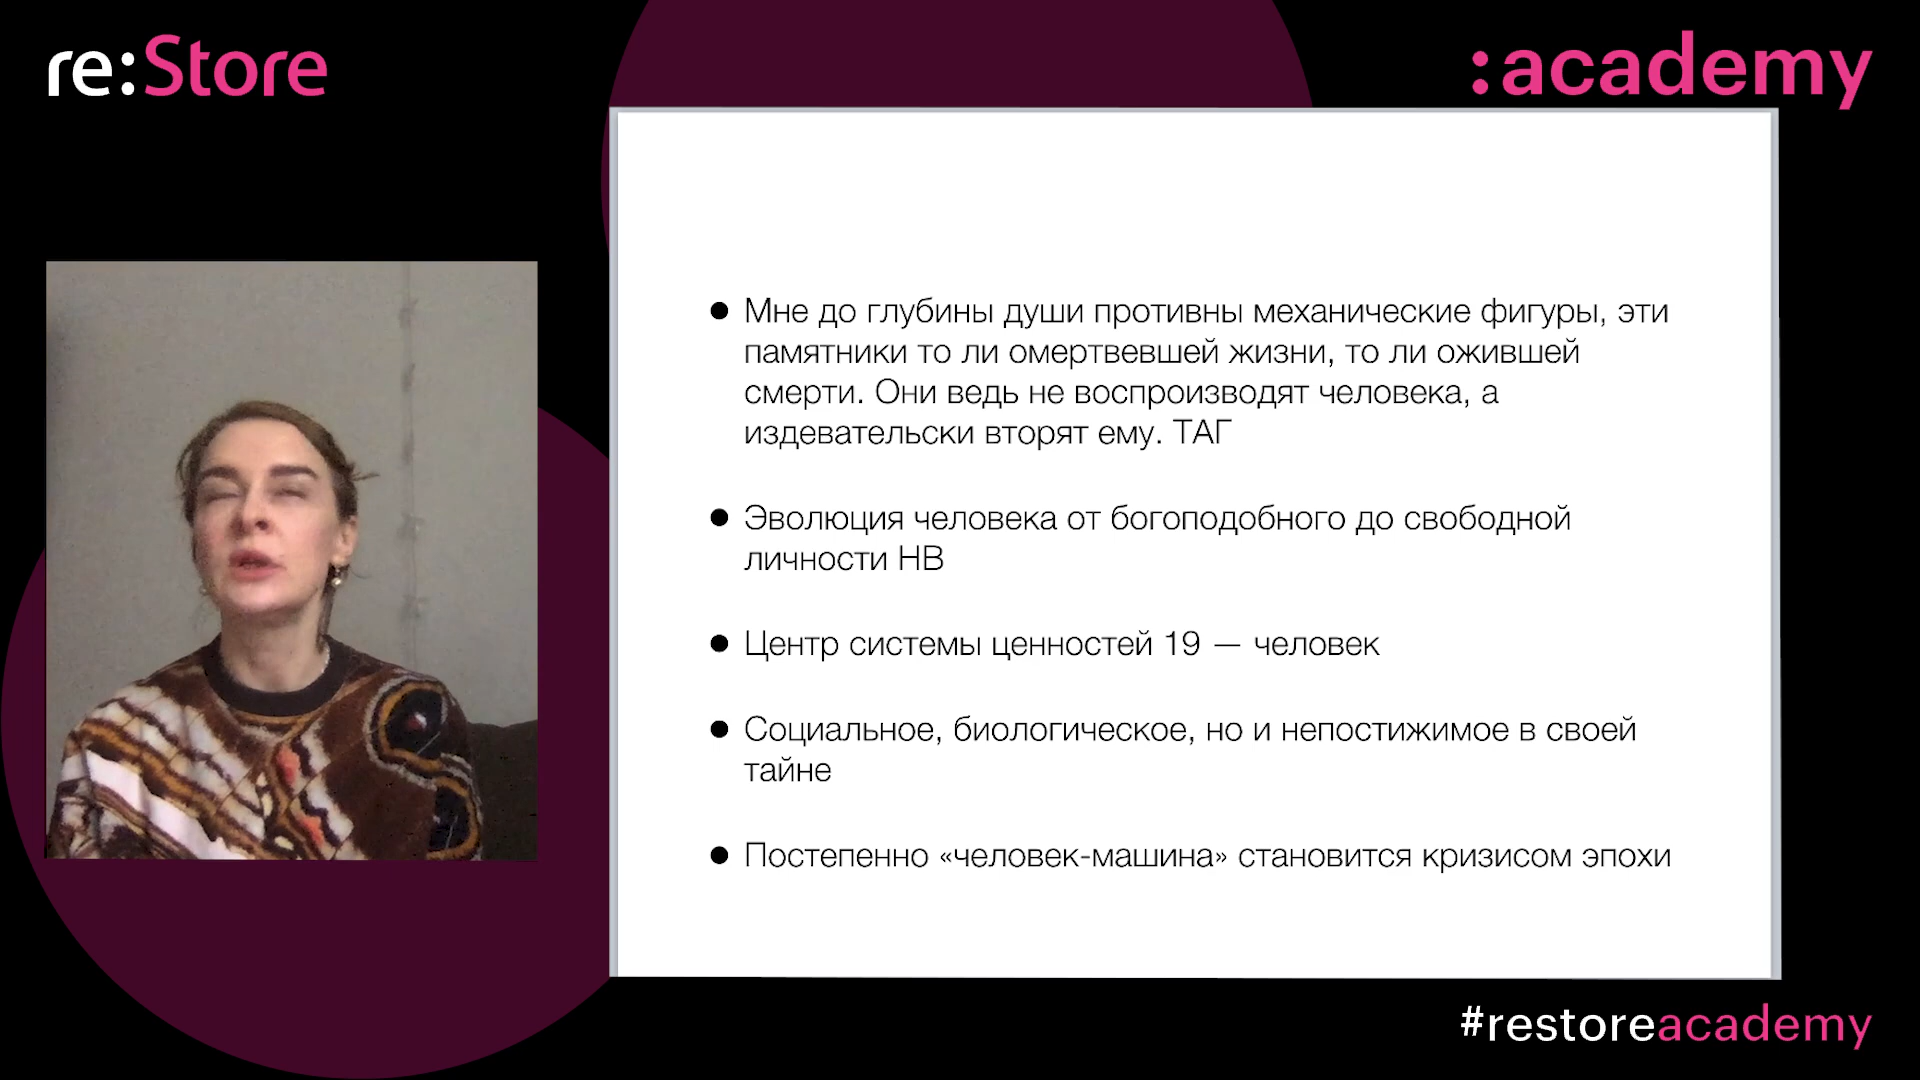 re:Store
:academy
● Мне до глубины души противны механические фигуры, эти
памятники то ли омертвевшей жизни, то ли ожившей
смерти. Они ведь не воспроизводят человека, а
издевательски вторят ему. ТАГ
● Эволюция человека от богоподобного до свободной
личности НВ
● Центр системы ценностей 19 — человек
● Социальное, биологическое, но и непостижимое в своей
тайне
● Постепенно «человек-машина» становится кризисом эпохи
#restoreacademy